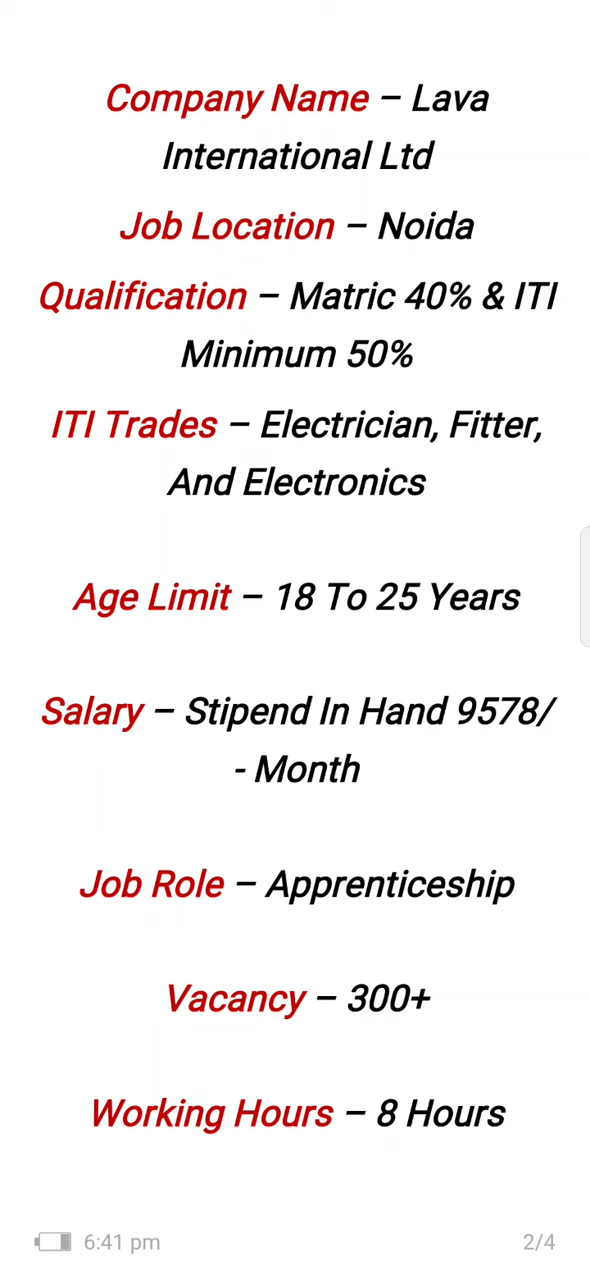 Company Name – Lava
International Ltd
Job Location – Noida
Qualification – Matric 40% & ITI
Minimum 50%
ITI Trades – Electrician, Fitter,
And Electronics
Age Limit – 18 To 25 Years
Salary – Stipend In Hand 9578/
- Month
Job Role – Apprenticeship
Vacancy – 300+
Working Hours – 8 Hours
6:41 pm 2/4